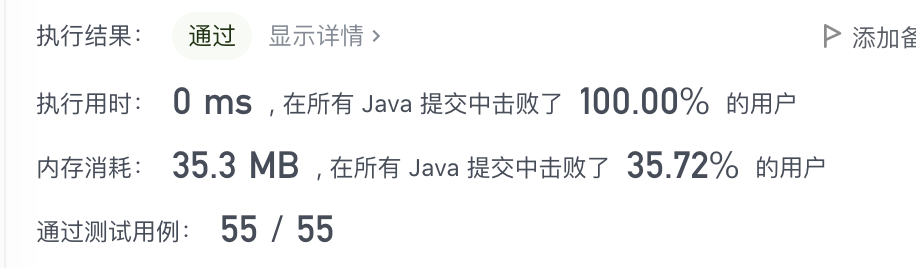 执行结果： 通过 显示详情 > 添加备
执行用时： 0 ms , 在所有 Java 提交中击败了 100.00% 的用户
内存消耗： 35.3 MB , 在所有 Java 提交中击败了 35.72% 的用户
通过测试用例： 55 / 55